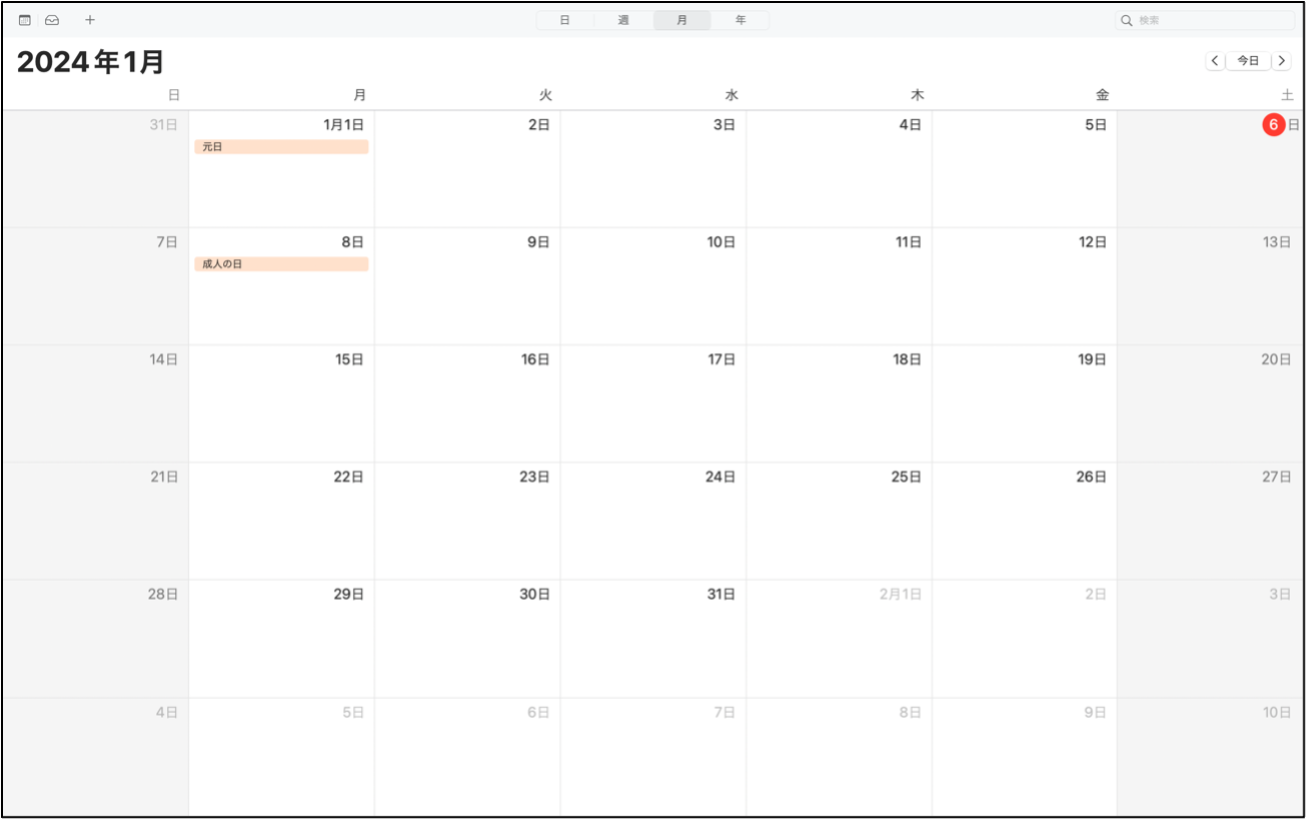 日 週 月 年 検索
2024年1月 今日
日 月 火 水 木 金 土
31日 1月1日 2日 3日 4日 5日 6日
元日
7日 8日 9日 10日 11日 12日 13日
成人の日
14日 15日 16日 17日 18日 19日 20日
21日 22日 23日 24日 25日 26日 27日
28日 29日 30日 31日 2月1日 2日 3日
4日 5日 6日 7日 8日 9日 10日